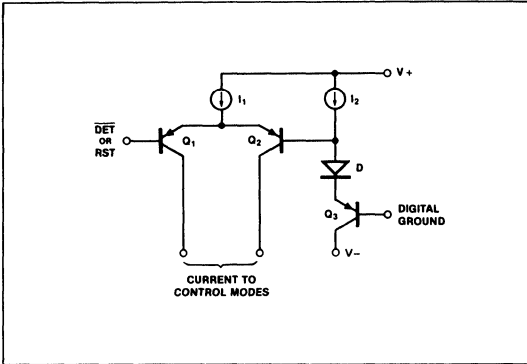 V+
I1
I2
DET
OR
RST
Q1
Q2
D
Q3
DIGITAL
GROUND
V−
CURRENT TO
CONTROL MODES